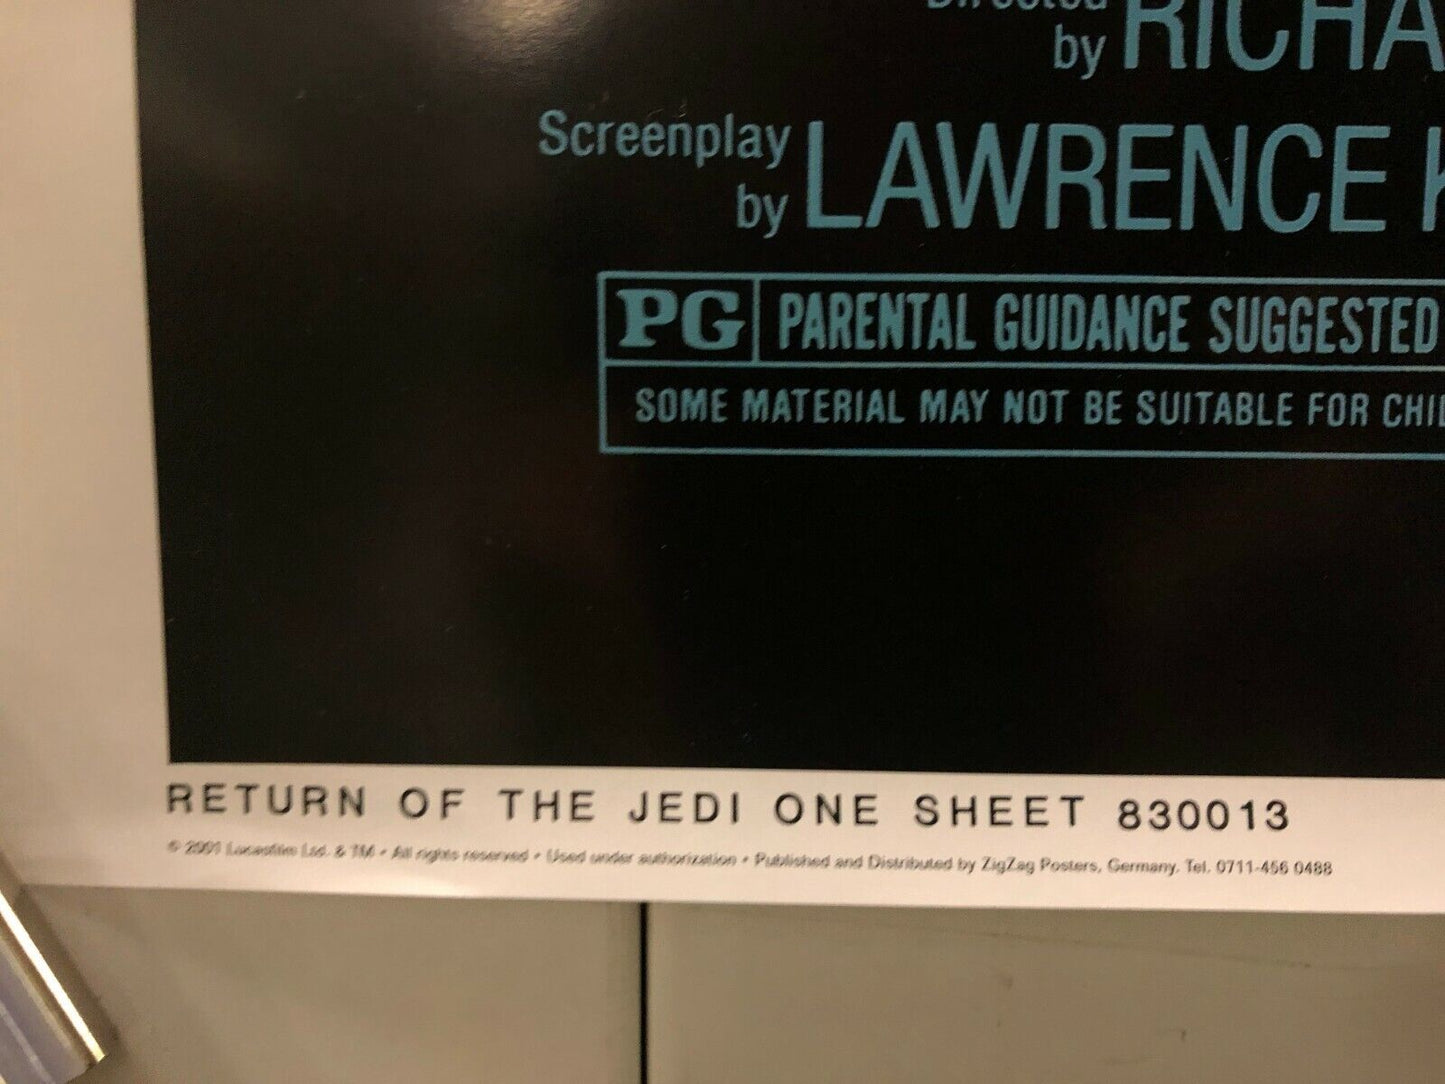 Directed
by RICHA
Screenplay
by LAWRENCE K
PG PARENTAL GUIDANCE SUGGESTED
SOME MATERIAL MAY NOT BE SUITABLE FOR CHIL
RETURN OF THE JEDI ONE SHEET 830013
© 2001 Lucasfilm Ltd. & TM • All rights reserved • Used under authorization • Published and Distributed by ZigZag Posters, Germany. Tel. 0711-456 0488